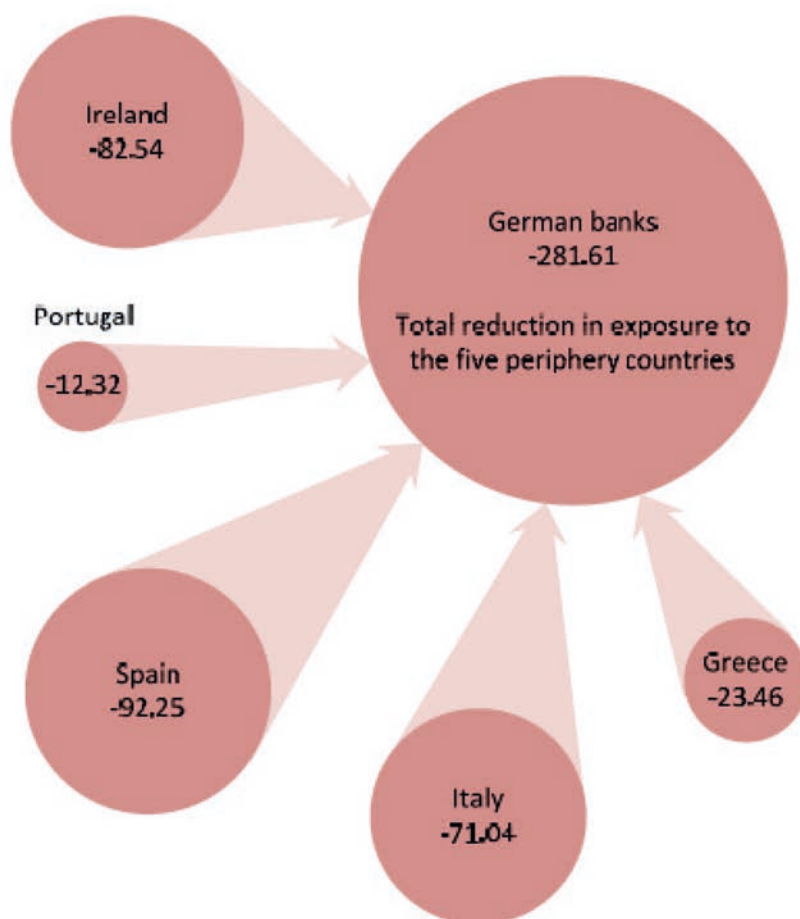 Ireland
-82.54
German banks
-281.61
Total reduction in exposure to
the five periphery countries
Portugal
-12.32
Spain
-92.25
Italy
-71.04
Greece
-23.46